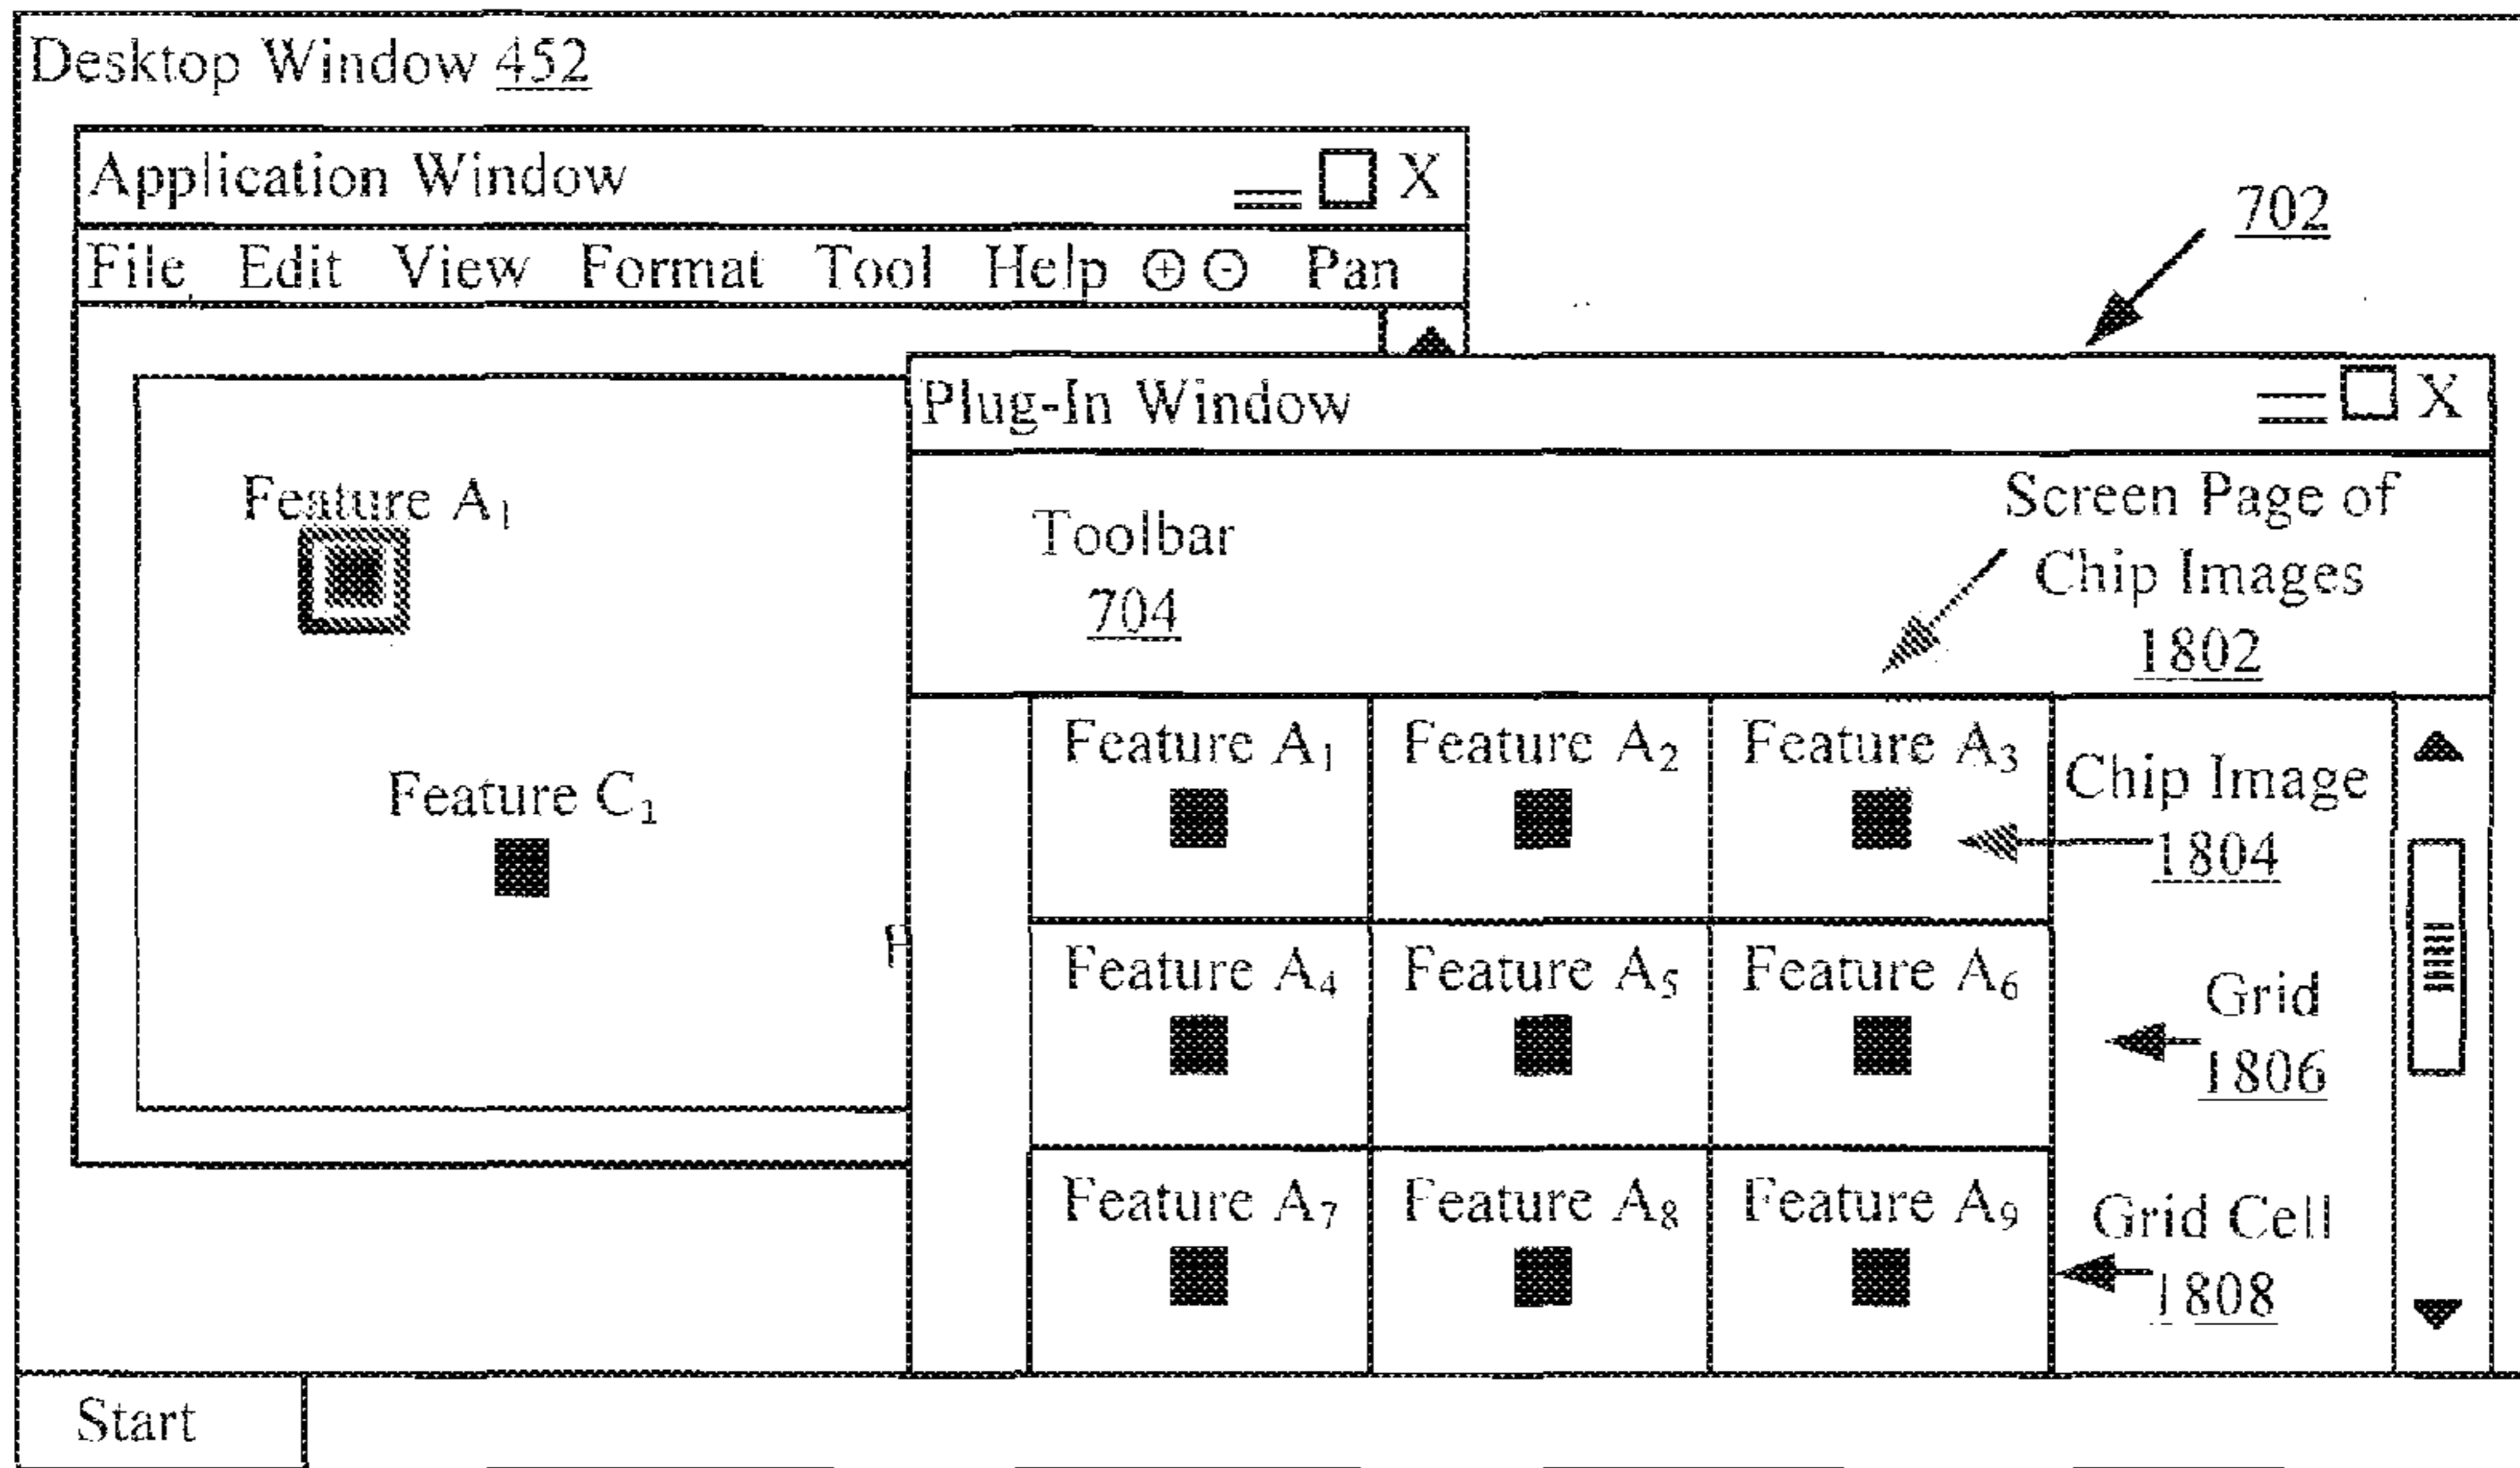 Desktop Window 452
Application Window X
File Edit View Format Tool Help + - Pan
702
Plug-In Window X
Feature A1
Feature C1
Toolbar
704
Screen Page of
Chip Images
1802
Feature A1 Feature A2 Feature A3
Chip Image
1804
Feature A4 Feature A5 Feature A6
Grid
1806
Feature A7 Feature A8 Feature A9
Grid Cell
1808
Start